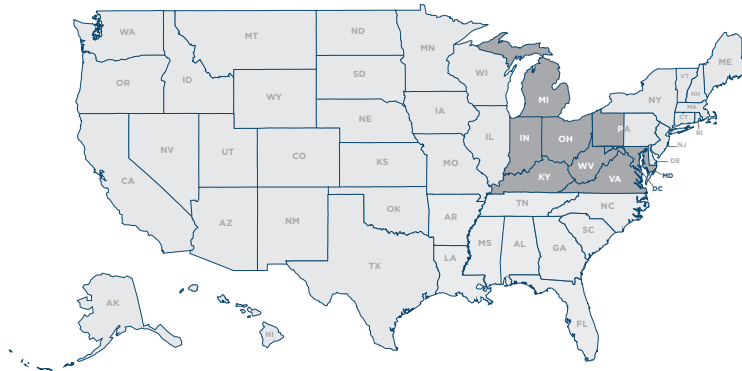 WA
MT
ND
MN
ME
OR
ID
SD
WI
VT
NH
NY
MA
WY
MI
CT
RI
NE
IA
PA
NV
UT
IL
IN
OH
NJ
CO
DE
CA
KS
MO
WV
MD
KY
VA
DC
OK
TN
NC
AZ
NM
AR
SC
MS
AL
GA
LA
TX
AK
FL
HI